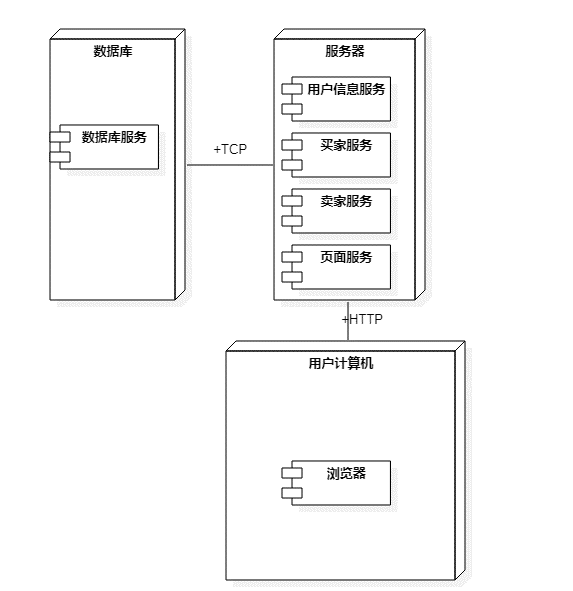 数据库
服务器
用户信息服务
数据库服务
买家服务
+TCP
卖家服务
页面服务
+HTTP
用户计算机
浏览器